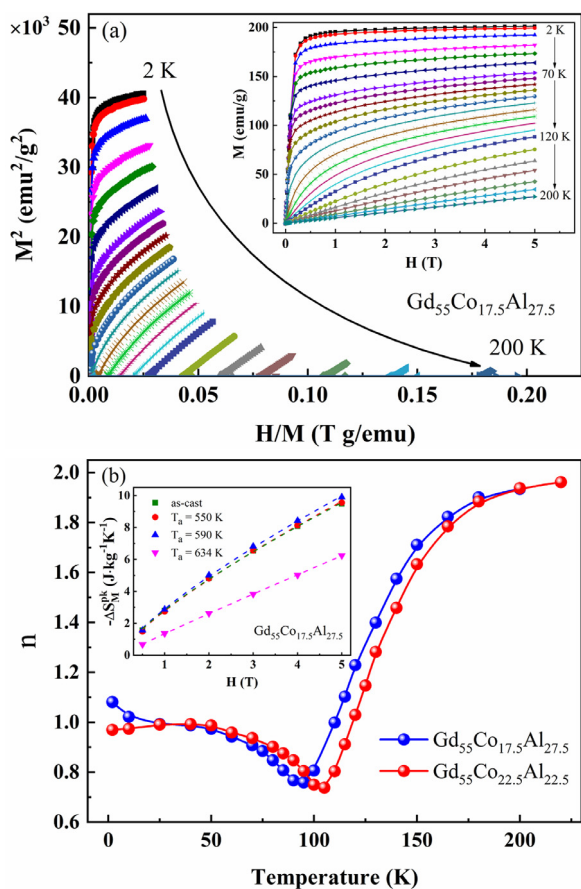 ×10³
(a)
2 K
M² (emu²/g²)
50
40
30
20
10
0
0.00
0.05
0.10
0.15
0.20
H/M (T g/emu)
200 K
Gd₅₅Co₁₇.₅Al₂₇.₅
M (emu/g)
200
150
100
50
0
0
1
2
3
4
5
H (T)
2 K
70 K
120 K
200 K
(b)
n
2.0
1.8
1.6
1.4
1.2
1.0
0.8
0.6
0
50
100
150
200
Temperature (K)
-ΔS_M^pk (J·kg⁻¹K⁻¹)
10
8
6
4
2
0
1
2
3
4
5
H (T)
as-cast
Tₐ = 550 K
Tₐ = 590 K
Tₐ = 634 K
Gd₅₅Co₁₇.₅Al₂₇.₅
Gd₅₅Co₁₇.₅Al₂₇.₅
Gd₅₅Co₂₂.₅Al₂₂.₅